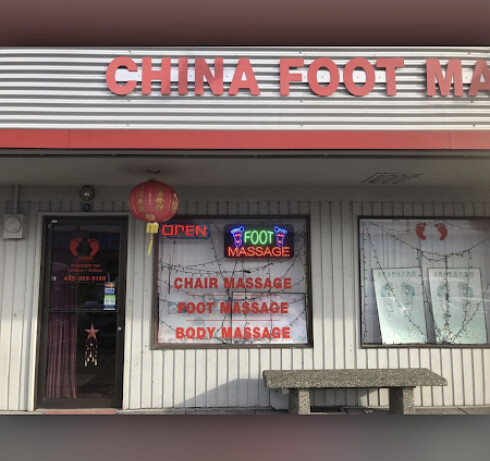 CHINA FOOT MA
OPEN
FOOT
MASSAGE
CHAIR MASSAGE
FOOT MASSAGE
BODY MASSAGE